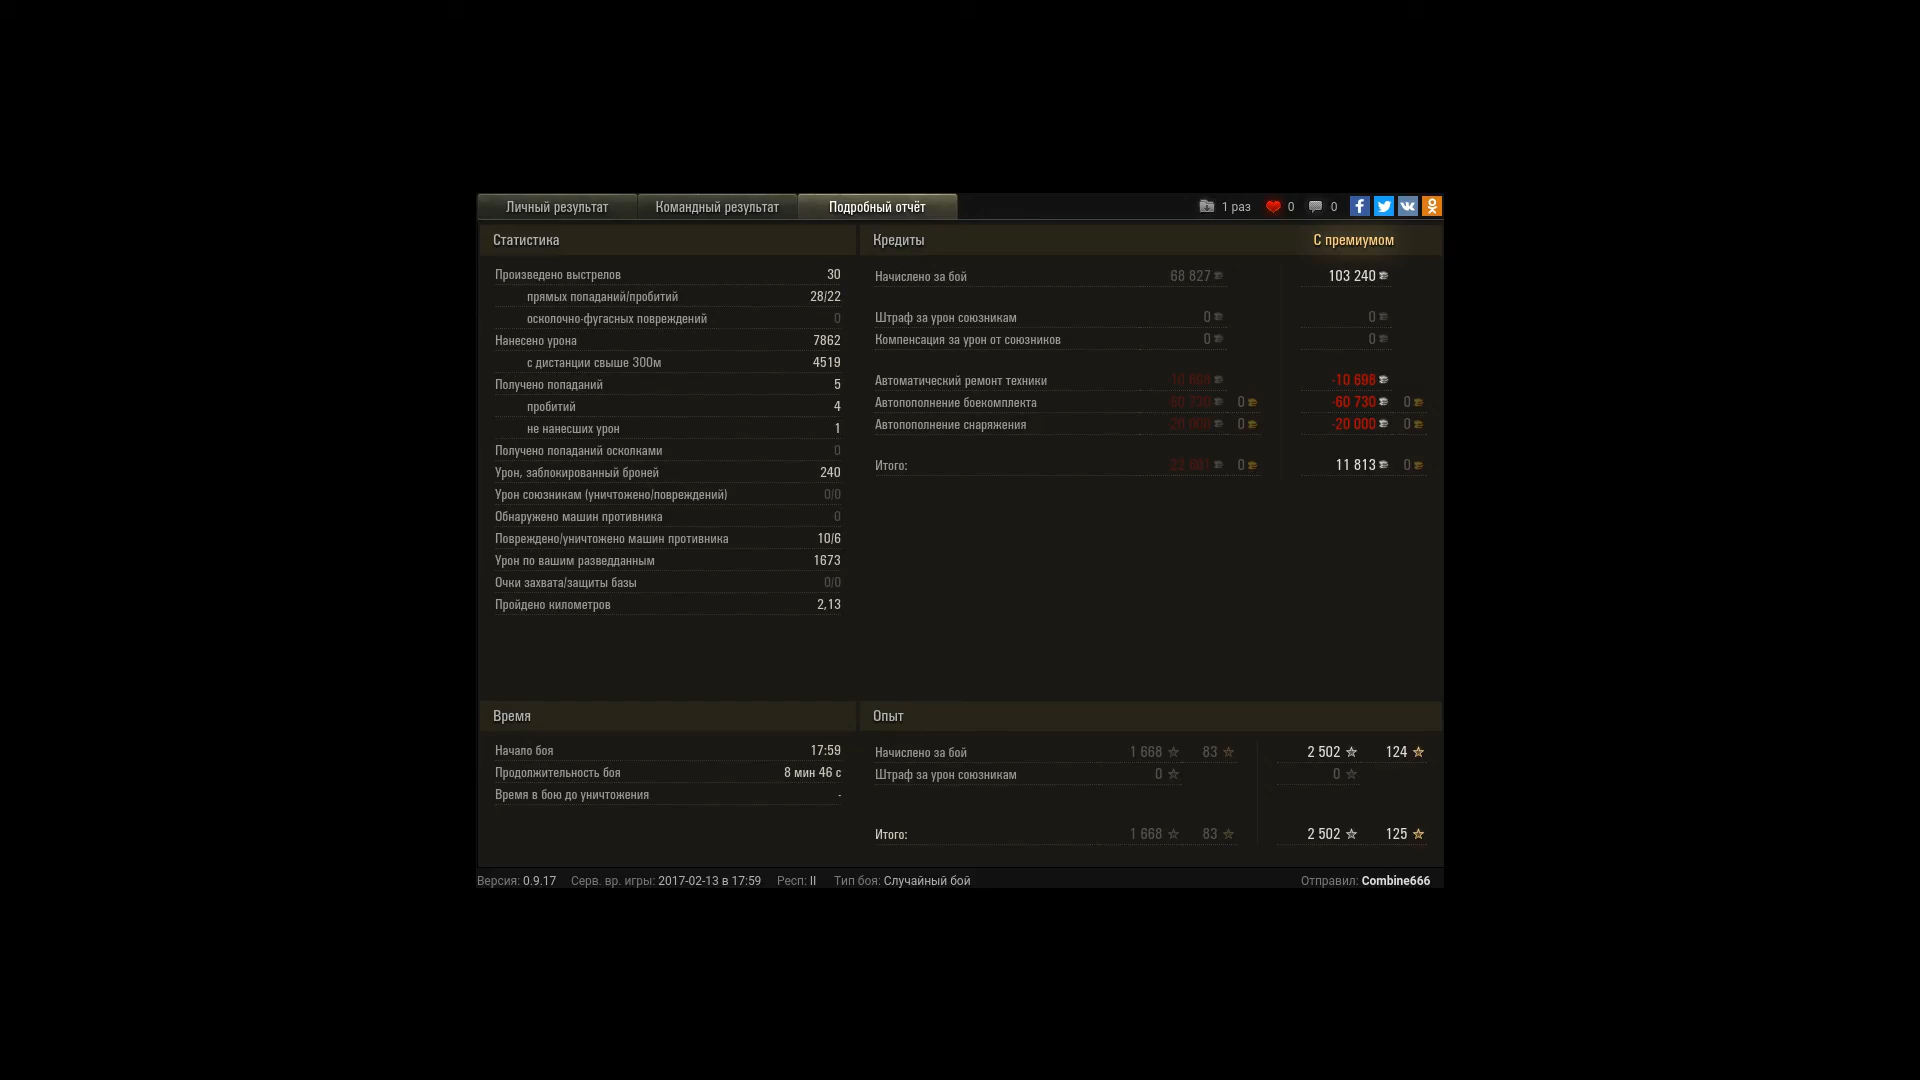 Личный результат Командный результат Подробный отчёт 1 раз 0 0
Статистика
Произведено выстрелов 30
прямых попаданий/пробитий 28/22
осколочно-фугасных повреждений 0
Нанесено урона 7862
с дистанции свыше 300м 4519
Получено попаданий 5
пробитий 4
не нанесших урон 1
Получено попаданий осколками 0
Урон, заблокированный броней 240
Урон союзникам (уничтожено/повреждений) 0/0
Обнаружено машин противника 0
Повреждено/уничтожено машин противника 10/6
Урон по вашим разведданным 1673
Очки захвата/защиты базы 0/0
Пройдено километров 2,13
Кредиты С премиумом
Начислено за бой 68 827 103 240
Штраф за урон союзникам 0 0
Компенсация за урон от союзников 0 0
Автоматический ремонт техники -10 698
Автопополнение боекомплекта -60 730 0 -60 730 0
Автопополнение снаряжения -20 000 0 -20 000 0
Итого: 0 11 813 0
Время
Начало боя 17:59
Продолжительность боя 8 мин 46 с
Время в бою до уничтожения -
Опыт
Начислено за бой 1 668 83 2 502 124
Штраф за урон союзникам 0 0
Итого: 1 668 83 2 502 125
Версия: 0.9.17 Серв. вр. игры: 2017-02-13 в 17:59 Респ: II Тип боя: Случайный бой Отправил: Combine666